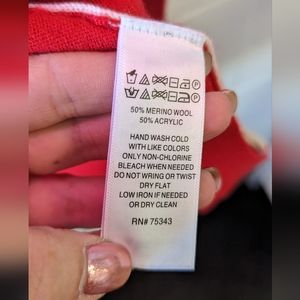 50% MERINO WOOL
50% ACRYLIC
HAND WASH COLD
WITH LIKE COLORS
ONLY NON-CHLORINE
BLEACH WHEN NEEDED
DO NOT WRING OR TWIST
DRY FLAT
LOW IRON IF NEEDED
OR DRY CLEAN
RN# 75343